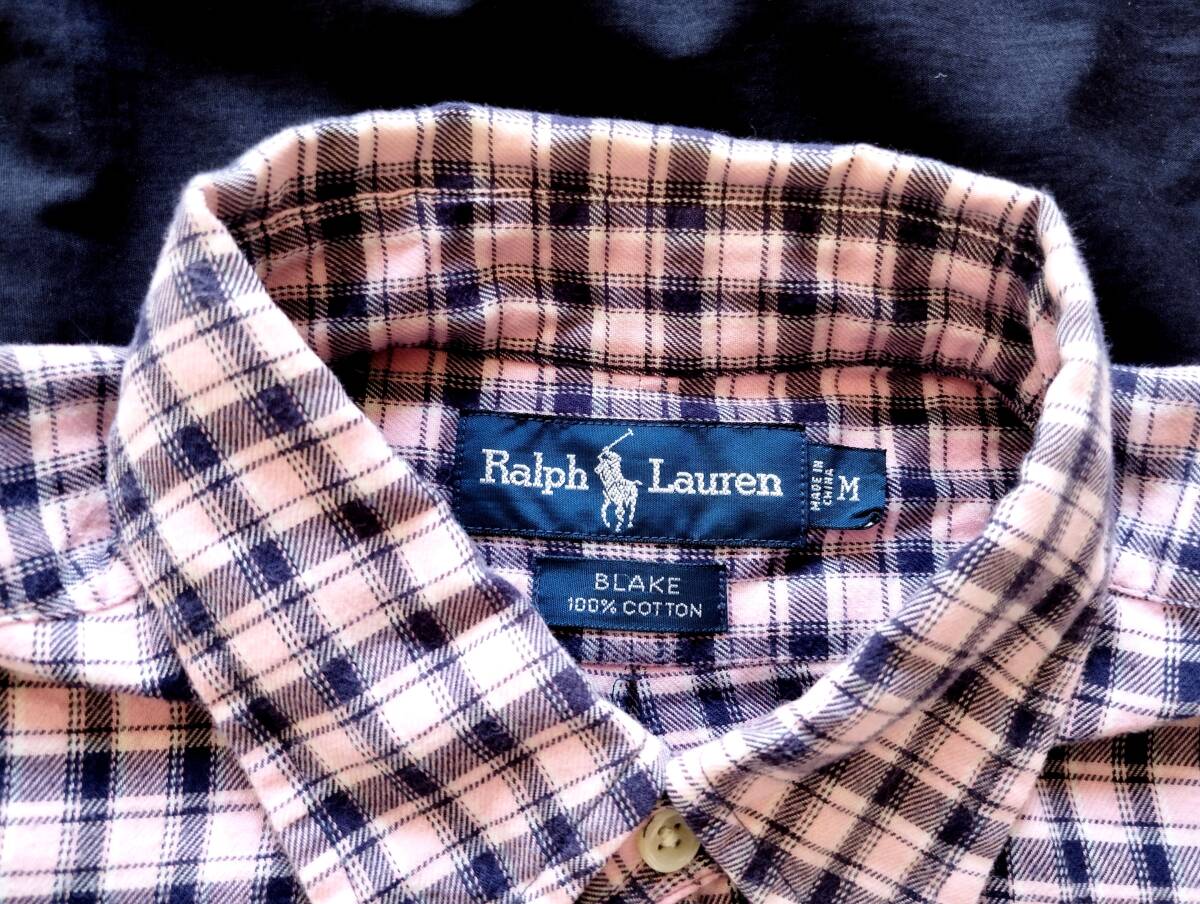 Ralph Lauren
MADE IN
CHINA
M
BLAKE
100% COTTON